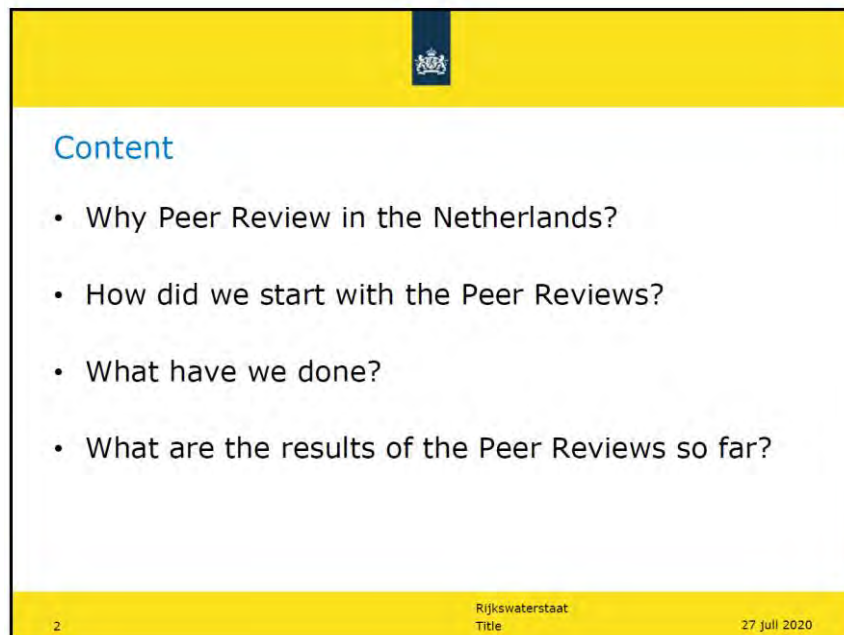 Content
• Why Peer Review in the Netherlands?
• How did we start with the Peer Reviews?
• What have we done?
• What are the results of the Peer Reviews so far?
2
Rijkswaterstaat
Title
27 juli 2020